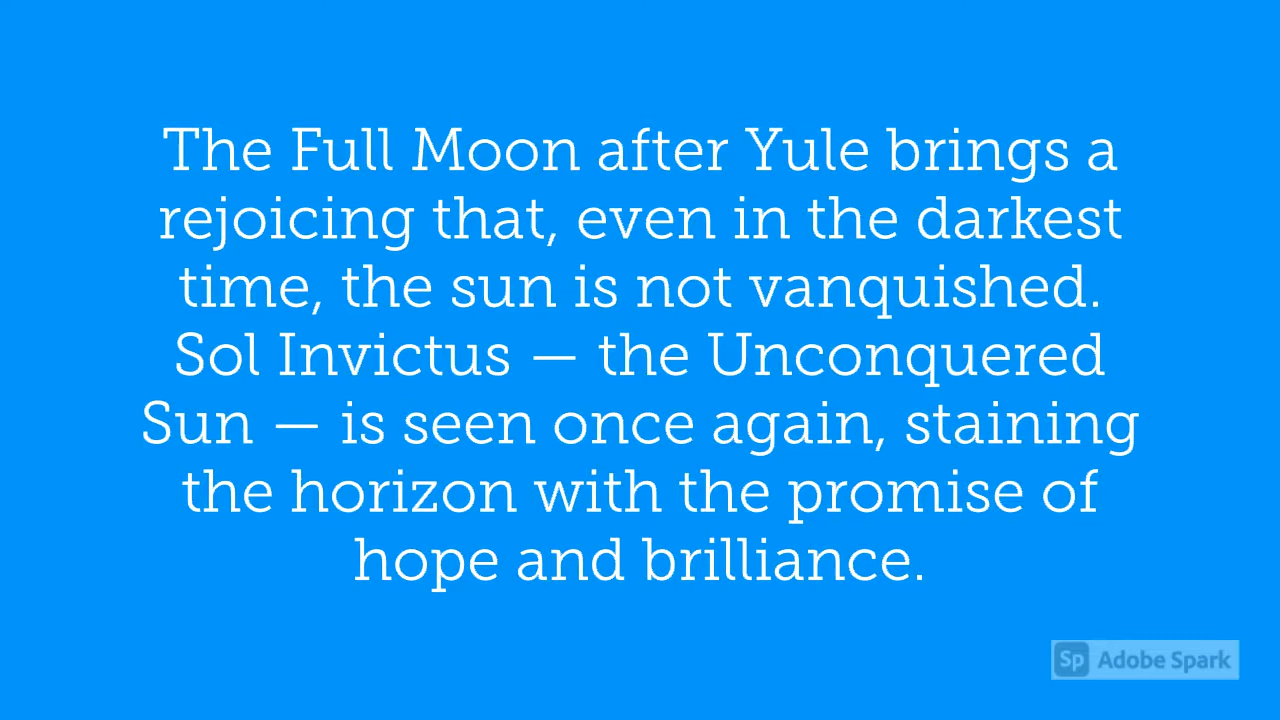 The Full Moon after Yule brings a
rejoicing that, even in the darkest
time, the sun is not vanquished.
Sol Invictus — the Unconquered
Sun — is seen once again, staining
the horizon with the promise of
hope and brilliance.
Sp Adobe Spark